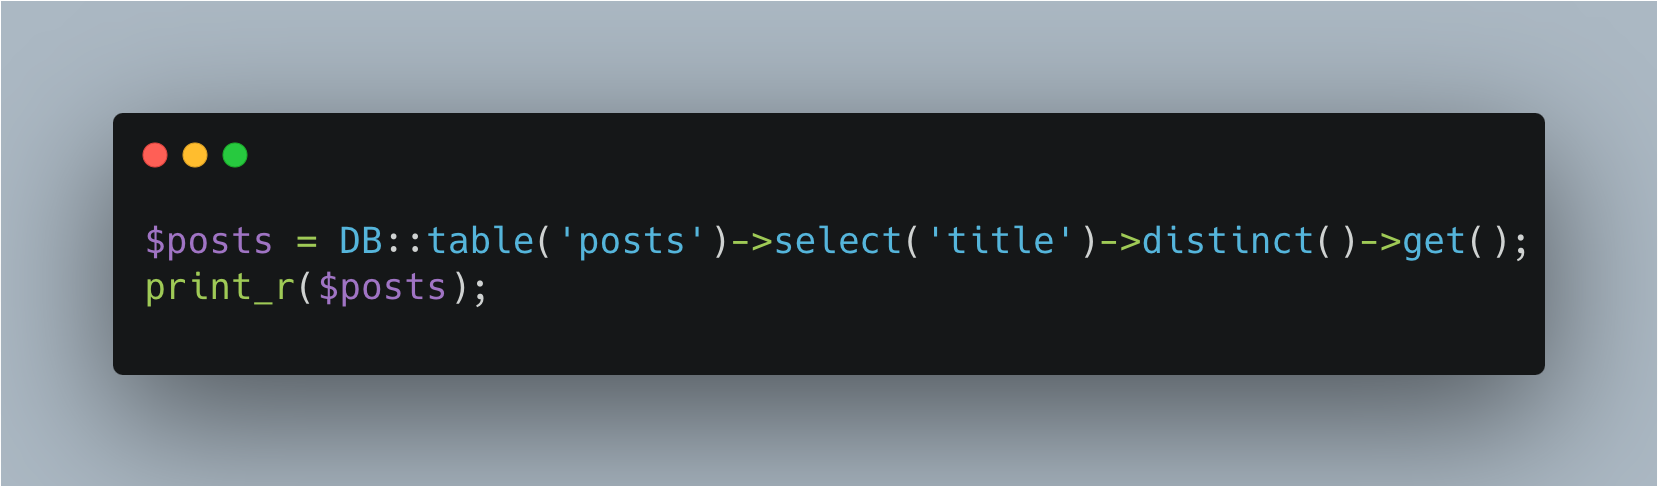 $posts = DB::table('posts')->select('title')->distinct()->get();
print_r($posts);